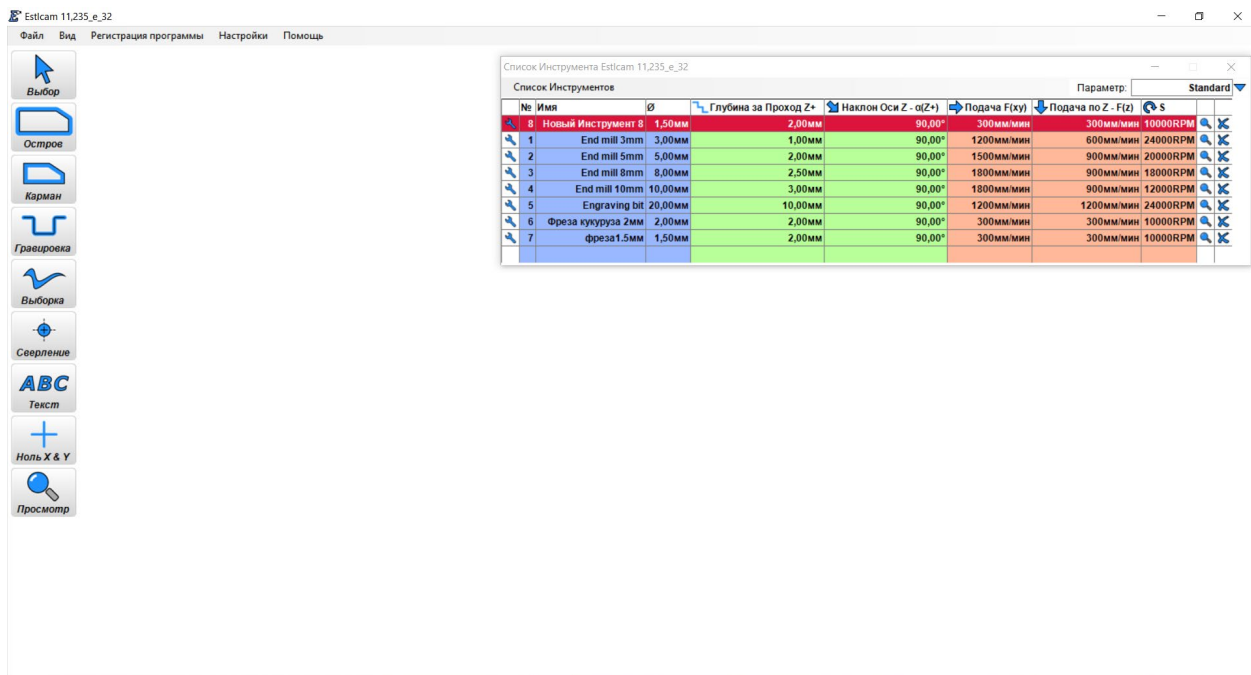 Estlcam 11,235_e_32
Файл Вид Регистрация программы Настройки Помощь
Выбор
Остров
Карман
Гравировка
Выборка
Сверление
ABC
Текст
Ноль X & Y
Просмотр
Список Инструмента Estlcam 11,235_e_32
Список Инструментов Параметр: Standard
№ Имя Ø Глубина за Проход Z+ Наклон Оси Z - α(Z+) Подача F(xy) Подача по Z - F(z) S
8 Новый Инструмент 8 1,50мм 2,00мм 90,00° 300мм/мин 300мм/мин 10000RPM
1 End mill 3mm 3,00мм 1,00мм 90,00° 1200мм/мин 600мм/мин 24000RPM
2 End mill 5mm 5,00мм 2,00мм 90,00° 1500мм/мин 900мм/мин 20000RPM
3 End mill 8mm 8,00мм 2,50мм 90,00° 1800мм/мин 900мм/мин 18000RPM
4 End mill 10mm 10,00мм 3,00мм 90,00° 1800мм/мин 900мм/мин 12000RPM
5 Engraving bit 20,00мм 10,00мм 90,00° 1200мм/мин 1200мм/мин 24000RPM
6 Фреза кукуруза 2мм 2,00мм 2,00мм 90,00° 300мм/мин 300мм/мин 10000RPM
7 фреза1.5мм 1,50мм 2,00мм 90,00° 300мм/мин 300мм/мин 10000RPM